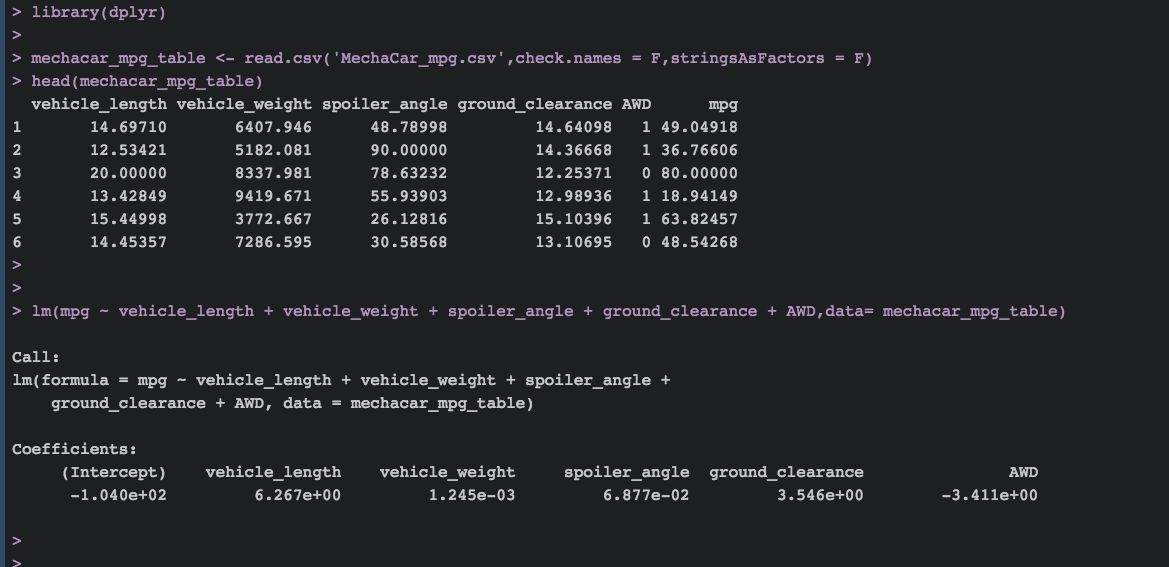 > library(dplyr)
>
> mechacar_mpg_table <- read.csv('MechaCar_mpg.csv',check.names = F,stringsAsFactors = F)
> head(mechacar_mpg_table)
  vehicle_length vehicle_weight spoiler_angle ground_clearance AWD      mpg
1       14.69710       6407.946      48.78998         14.64098   1 49.04918
2       12.53421       5182.081      90.00000         14.36668   1 36.76606
3       20.00000       8337.981      78.63232         12.25371   0 80.00000
4       13.42849       9419.671      55.93903         12.98936   1 18.94149
5       15.44998       3772.667      26.12816         15.10396   1 63.82457
6       14.45357       7286.595      30.58568         13.10695   0 48.54268
>
>
> lm(mpg ~ vehicle_length + vehicle_weight + spoiler_angle + ground_clearance + AWD,data= mechacar_mpg_table)
Call:
lm(formula = mpg ~ vehicle_length + vehicle_weight + spoiler_angle +
    ground_clearance + AWD, data = mechacar_mpg_table)
Coefficients:
     (Intercept)    vehicle_length    vehicle_weight     spoiler_angle  ground_clearance               AWD
      -1.040e+02         6.267e+00         1.245e-03         6.877e-02         3.546e+00        -3.411e+00
>
>